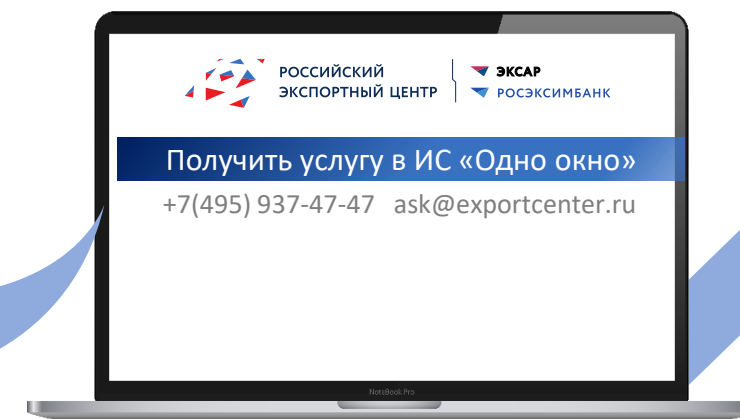 РОССИЙСКИЙ
ЭКСПОРТНЫЙ ЦЕНТР
ЭКСАР
РОСЭКСИМБАНК
Получить услугу в ИС «Одно окно»
+7(495) 937-47-47 ask@exportcenter.ru
NoteBook Pro